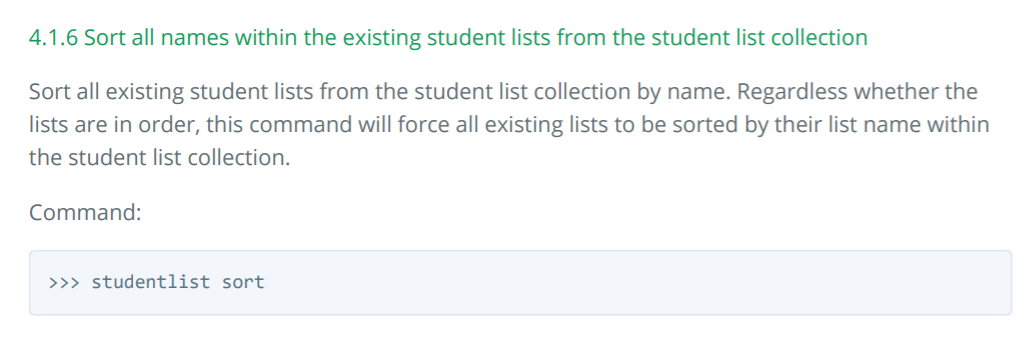 4.1.6 Sort all names within the existing student lists from the student list collection
Sort all existing student lists from the student list collection by name. Regardless whether the
lists are in order, this command will force all existing lists to be sorted by their list name within
the student list collection.
Command:
>>> studentlist sort